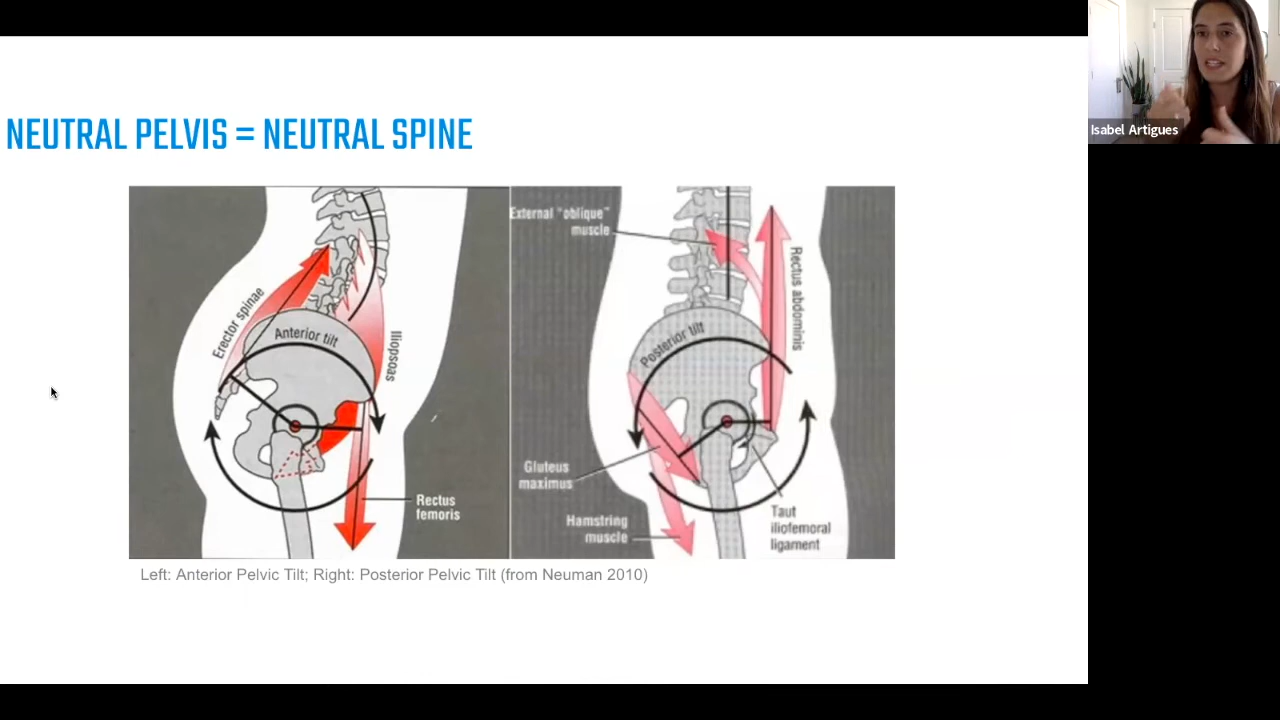 NEUTRAL PELVIS = NEUTRAL SPINE
Isabel Artigues
Erector spinae
Anterior tilt
Iliopsoas
Rectus
femoris
External "oblique"
muscle
Rectus abdominis
Posterior tilt
Gluteus
maximus
Hamstring
muscle
Taut
iliofemoral
ligament
Left: Anterior Pelvic Tilt; Right: Posterior Pelvic Tilt (from Neuman 2010)